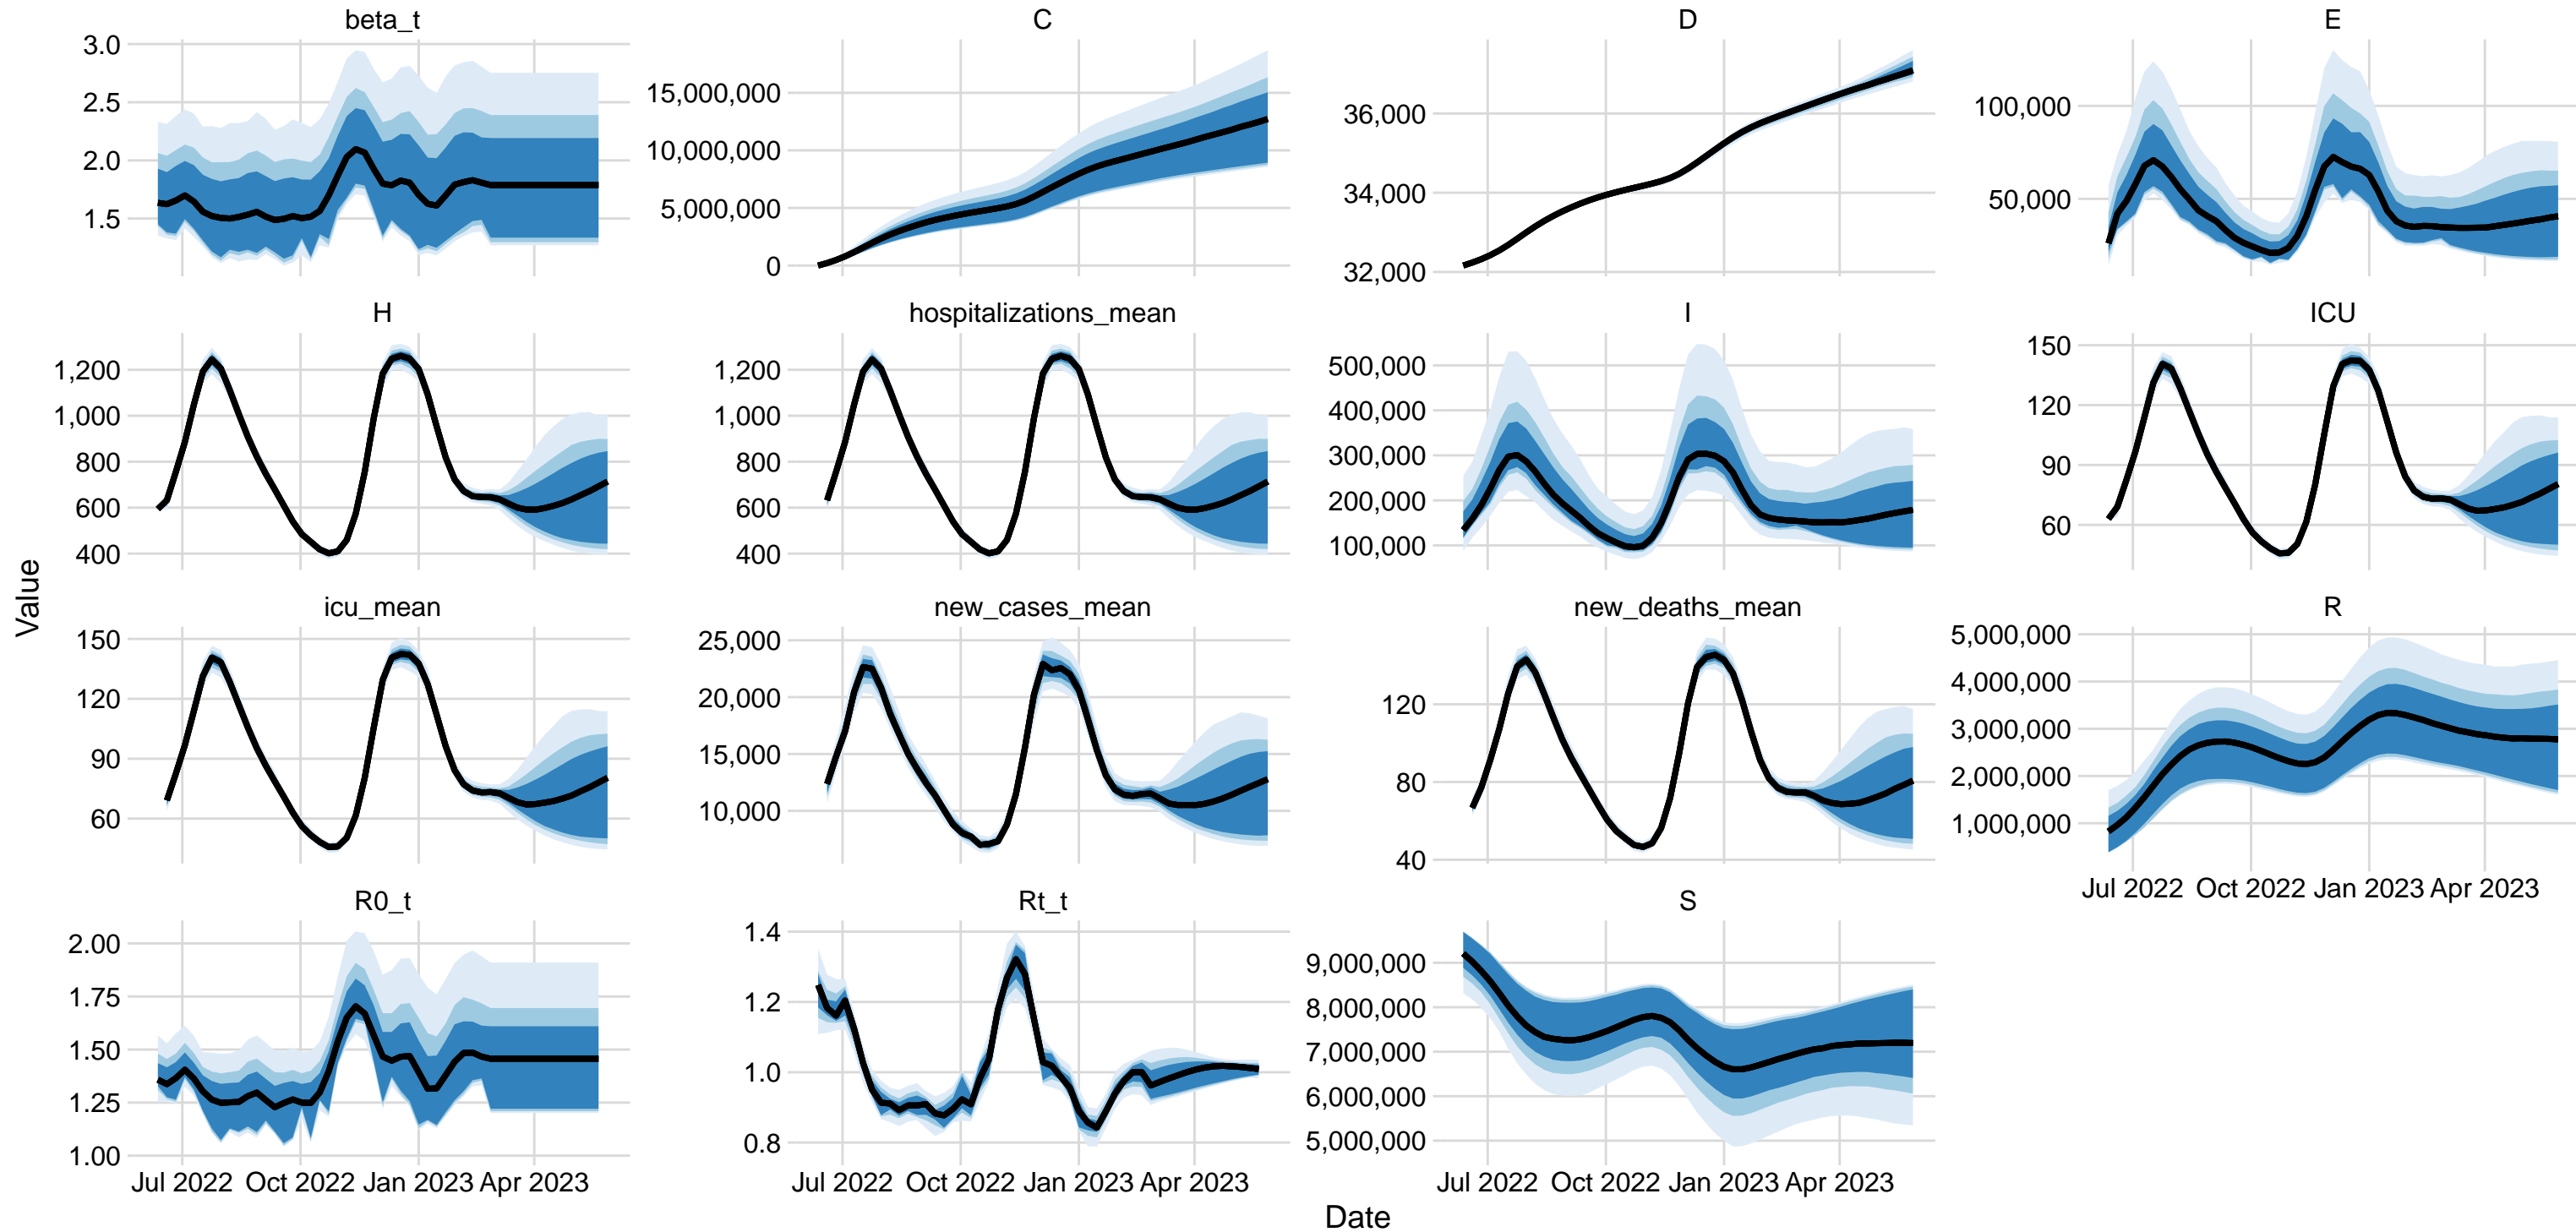 beta_t
C
D
E
3.0
2.5
2.0
1.5
15,000,000
10,000,000
5,000,000
0
36,000
34,000
32,000
100,000
50,000
H
hospitalizations_mean
I
ICU
1,200
1,000
800
600
400
1,200
1,000
800
600
400
500,000
400,000
300,000
200,000
100,000
150
120
90
60
Value
icu_mean
new_cases_mean
new_deaths_mean
R
150
120
90
60
25,000
20,000
15,000
10,000
120
80
40
5,000,000
4,000,000
3,000,000
2,000,000
1,000,000
Jul 2022 Oct 2022 Jan 2023 Apr 2023
R0_t
Rt_t
S
2.00
1.75
1.50
1.25
1.00
1.4
1.2
1.0
0.8
9,000,000
8,000,000
7,000,000
6,000,000
5,000,000
Jul 2022 Oct 2022 Jan 2023 Apr 2023
Jul 2022 Oct 2022 Jan 2023 Apr 2023
Jul 2022 Oct 2022 Jan 2023 Apr 2023
Date